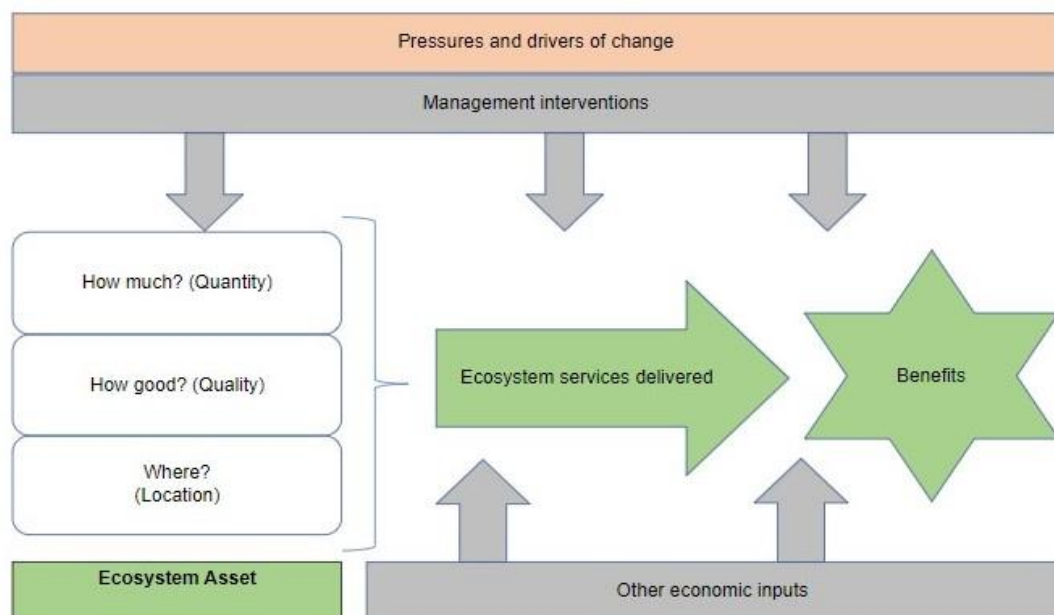 Pressures and drivers of change
Management interventions
How much? (Quantity)
How good? (Quality)
Where?
(Location)
Ecosystem services delivered
Benefits
Ecosystem Asset
Other economic inputs